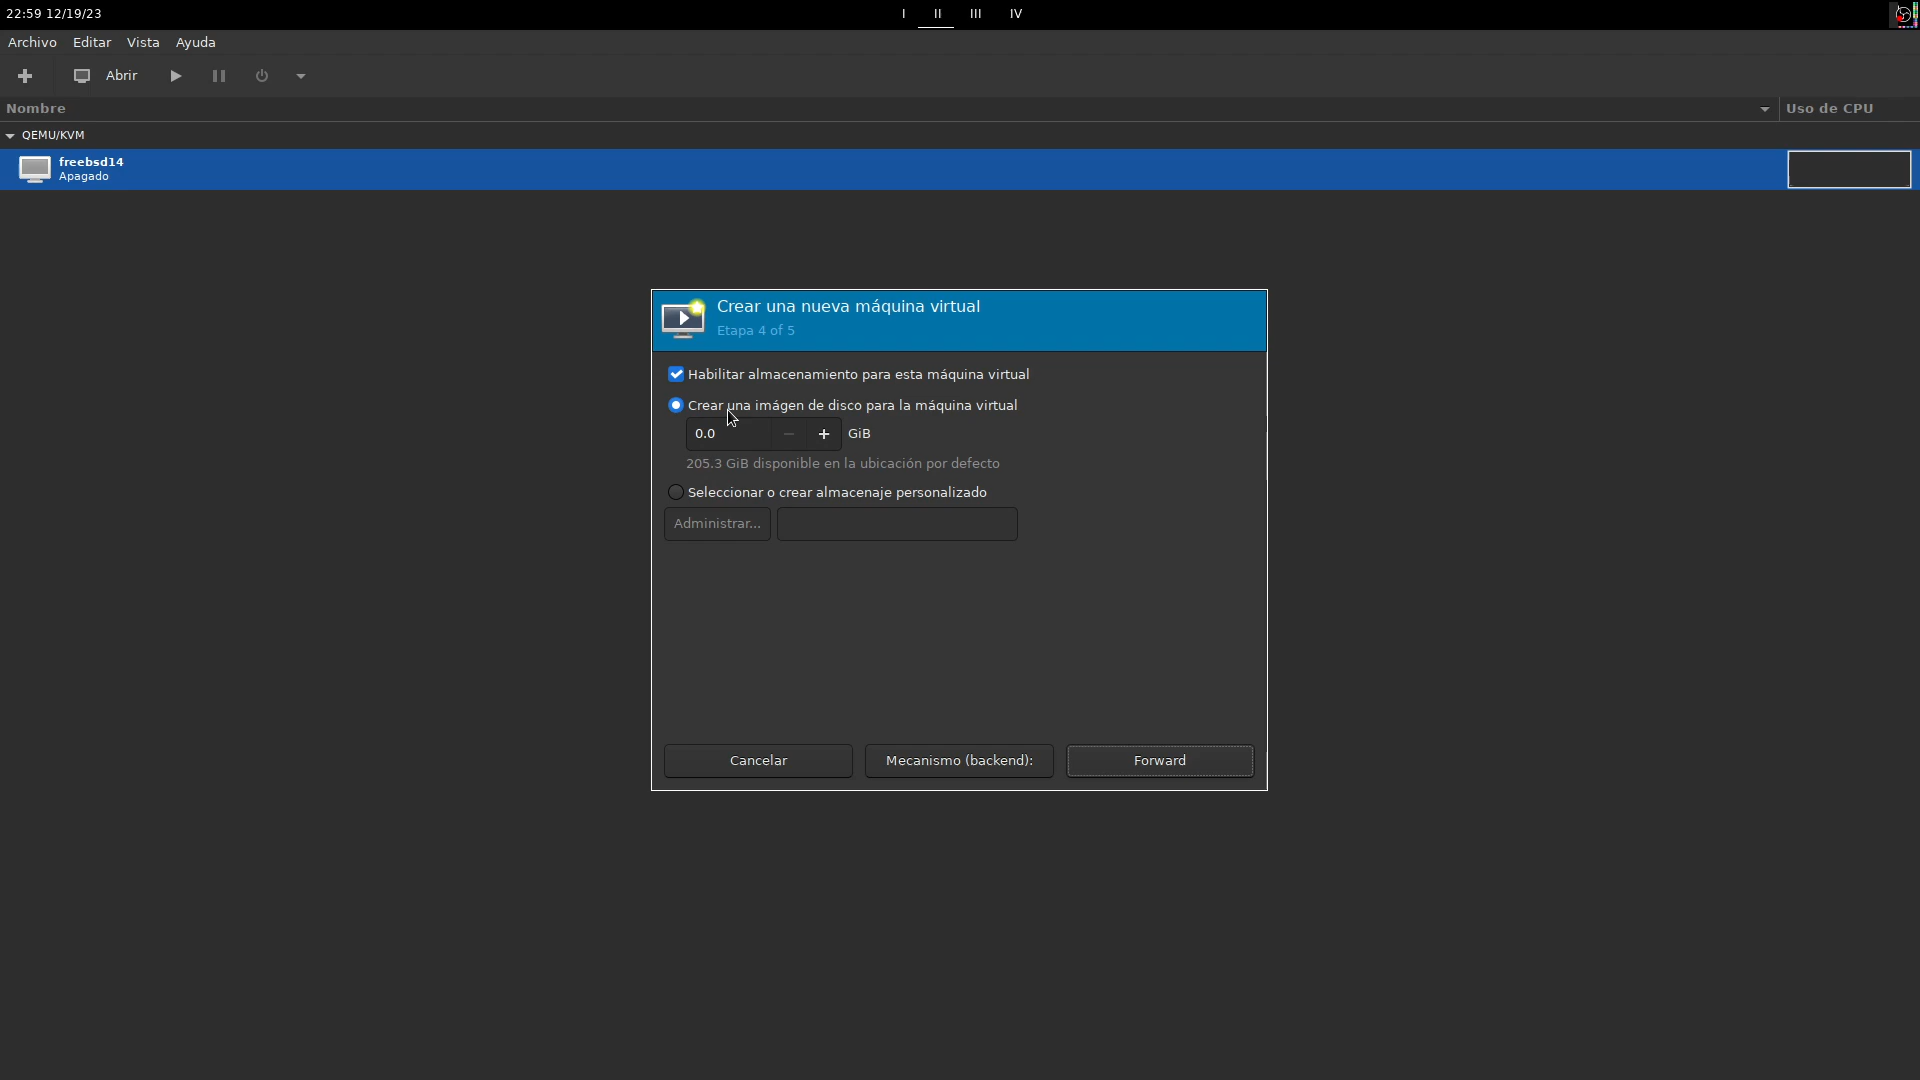 22:59 12/19/23
I II III IV
Archivo Editar Vista Ayuda
Abrir
Nombre Uso de CPU
QEMU/KVM
freebsd14
Apagado
Crear una nueva máquina virtual
Etapa 4 of 5
Habilitar almacenamiento para esta máquina virtual
Crear una imágen de disco para la máquina virtual
0.0 GiB
205.3 GiB disponible en la ubicación por defecto
Seleccionar o crear almacenaje personalizado
Administrar...
Cancelar Mecanismo (backend): Forward